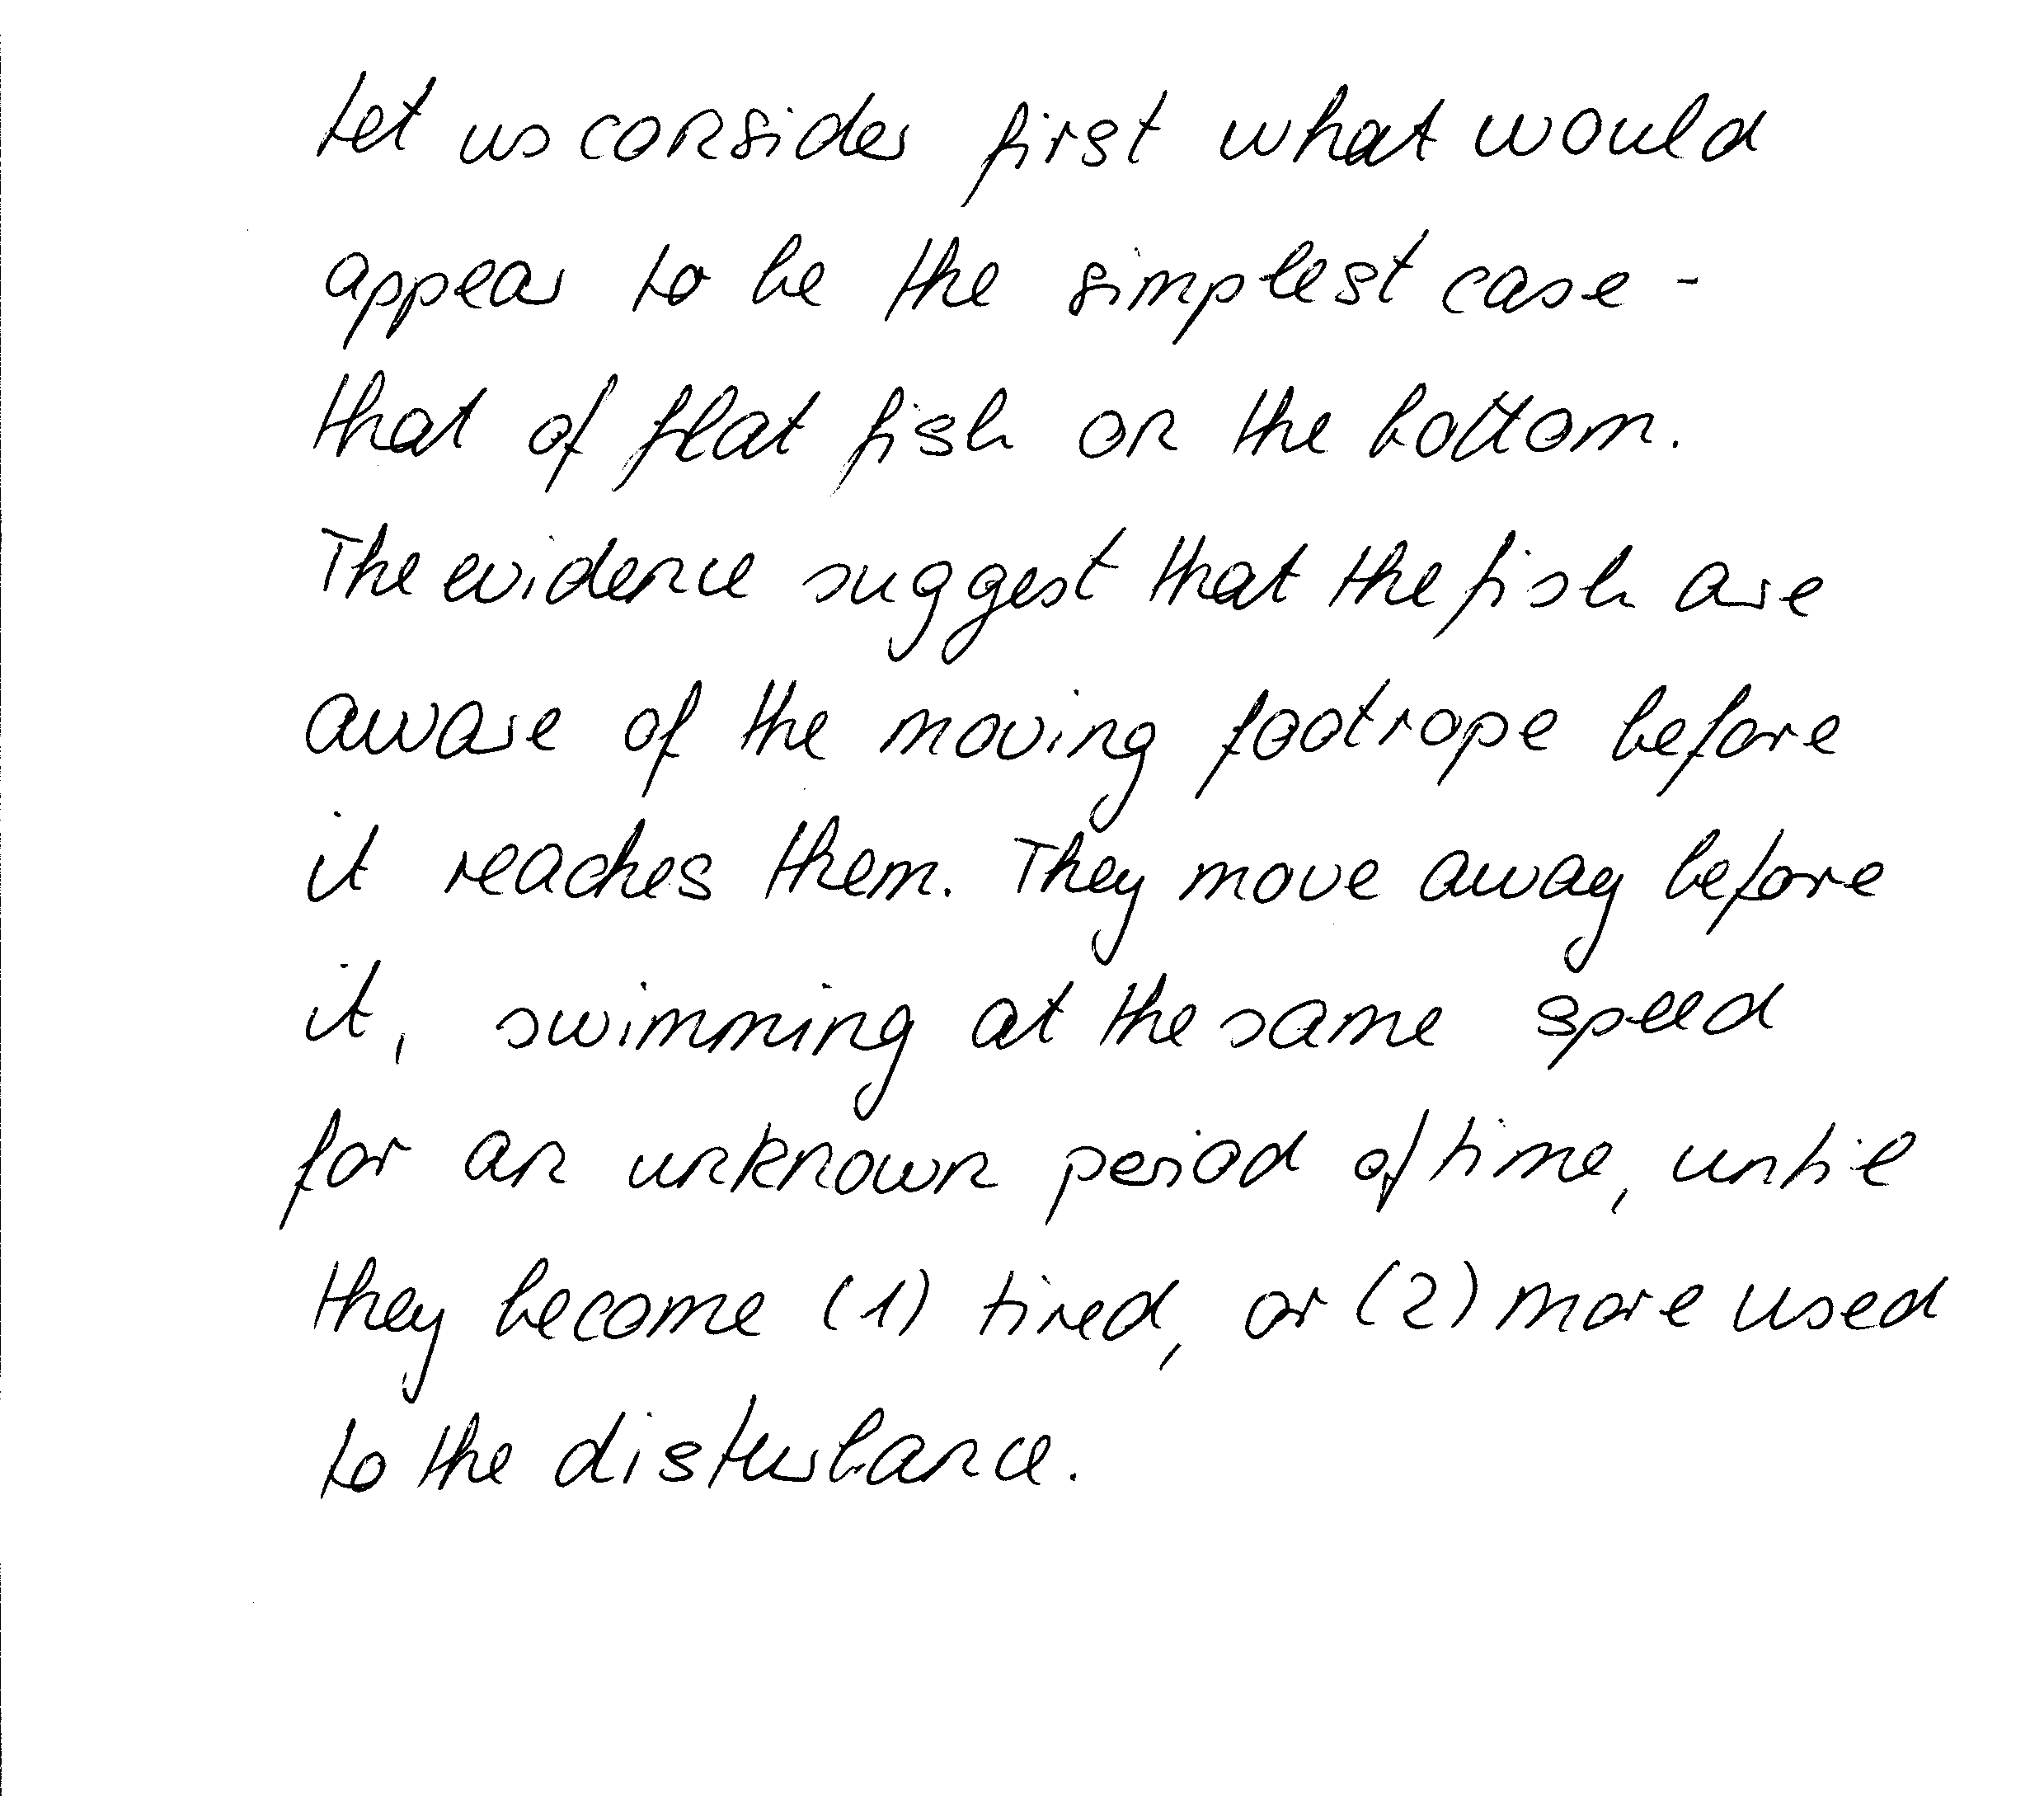 Let us consider first what would
appear to be the simplest case -
that of flat fish on the bottom.
The evidence suggest that the fish are
aware of the moving footrope before
it reaches them. They move away before
it, swimming at the same speed
for an unknown period of time, until
they become (1) tired, or (2) more used
to the disturbance.